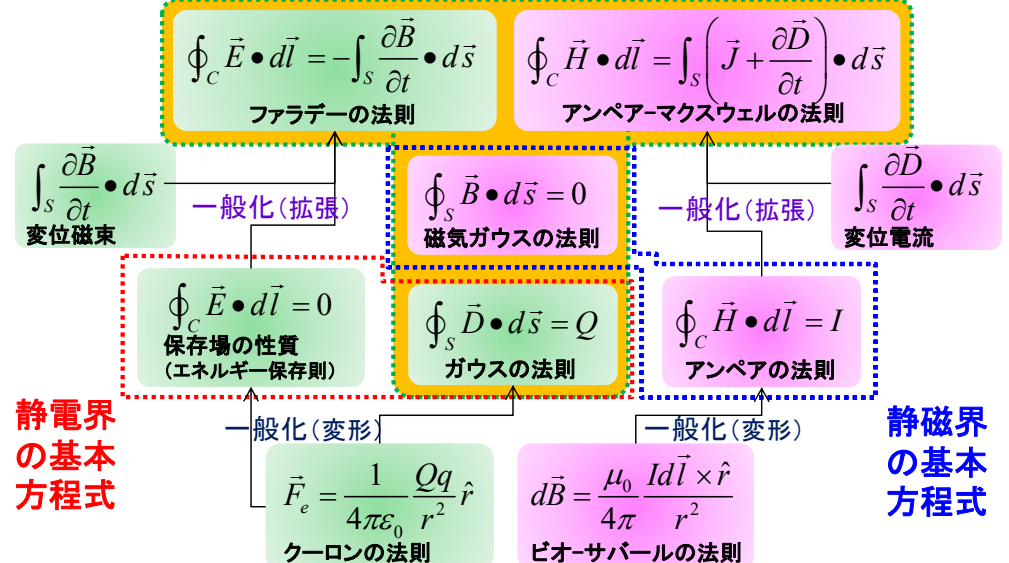 ∮_C E⃗ • dl⃗ = −∫_S ∂B⃗/∂t • ds⃗
ファラデーの法則
∮_C H⃗ • dl⃗ = ∫_S (J⃗ + ∂D⃗/∂t) • ds⃗
アンペアーマクスウェルの法則
∫_S ∂B⃗/∂t • ds⃗
変位磁束
一般化(拡張)
∮_S B⃗ • ds⃗ = 0
磁気ガウスの法則
一般化(拡張)
∫_S ∂D⃗/∂t • ds⃗
変位電流
∮_C E⃗ • dl⃗ = 0
保存場の性質
(エネルギー保存則)
∮_S D⃗ • ds⃗ = Q
ガウスの法則
∮_C H⃗ • dl⃗ = I
アンペアの法則
静電界
の基本
方程式
一般化(変形)
一般化(変形)
静磁界
の基本
方程式
F⃗_e = 1/(4πε_0) Qq/r² r̂
クーロンの法則
dB⃗ = μ_0/4π Idl⃗ × r̂/r²
ビオーサバールの法則